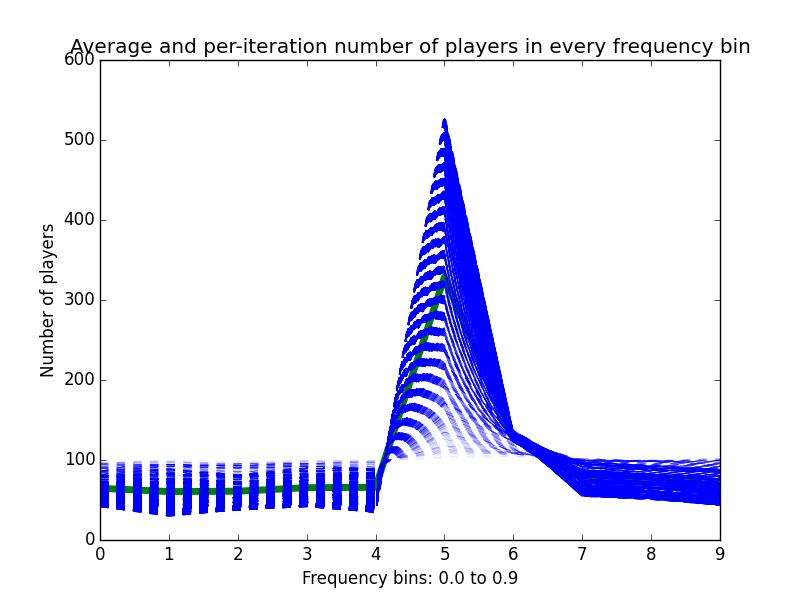 Average and per-iteration number of players in every frequency bin
600
500
400
300
200
100
0
Number of players
0 1 2 3 4 5 6 7 8 9
Frequency bins: 0.0 to 0.9